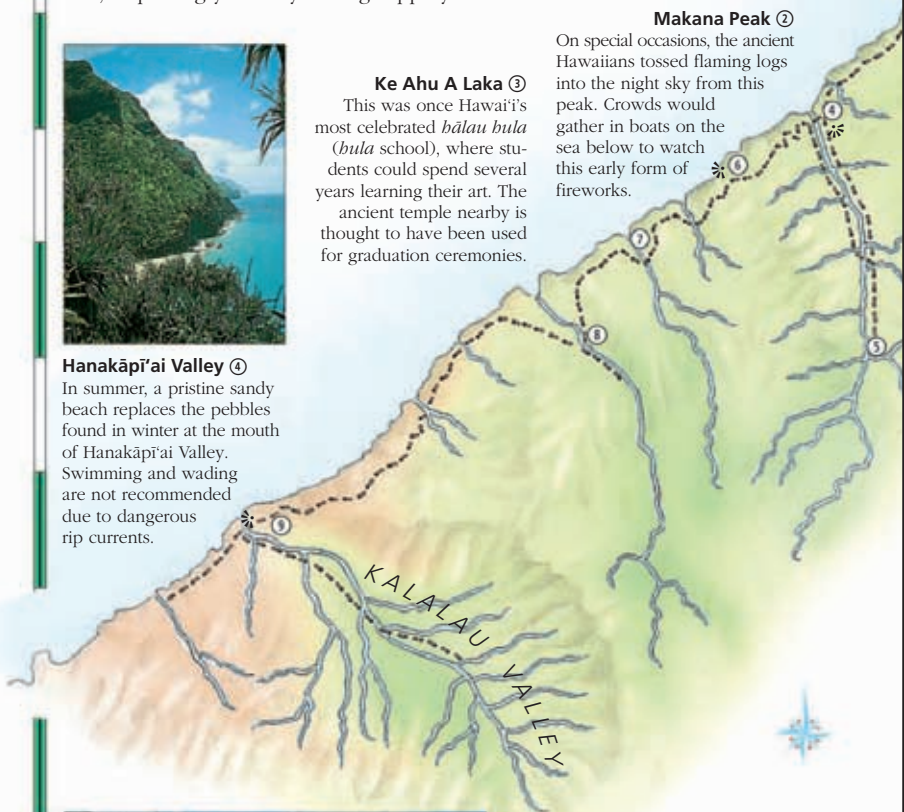 Makana Peak ②
On special occasions, the ancient
Hawaiians tossed flaming logs
into the night sky from this
peak. Crowds would
gather in boats on the
sea below to watch
this early form of
fireworks.
Ke Ahu A Laka ③
This was once Hawai‘i’s
most celebrated hālau hula
(hula school), where stu-
dents could spend several
years learning their art. The
ancient temple nearby is
thought to have been used
for graduation ceremonies.
Hanakāpī‘ai Valley ④
In summer, a pristine sandy
beach replaces the pebbles
found in winter at the mouth
of Hanakāpī‘ai Valley.
Swimming and wading
are not recommended
due to dangerous
rip currents.
④
⑥
⑦
⑧
⑤
⑨
KALALAU VALLEY